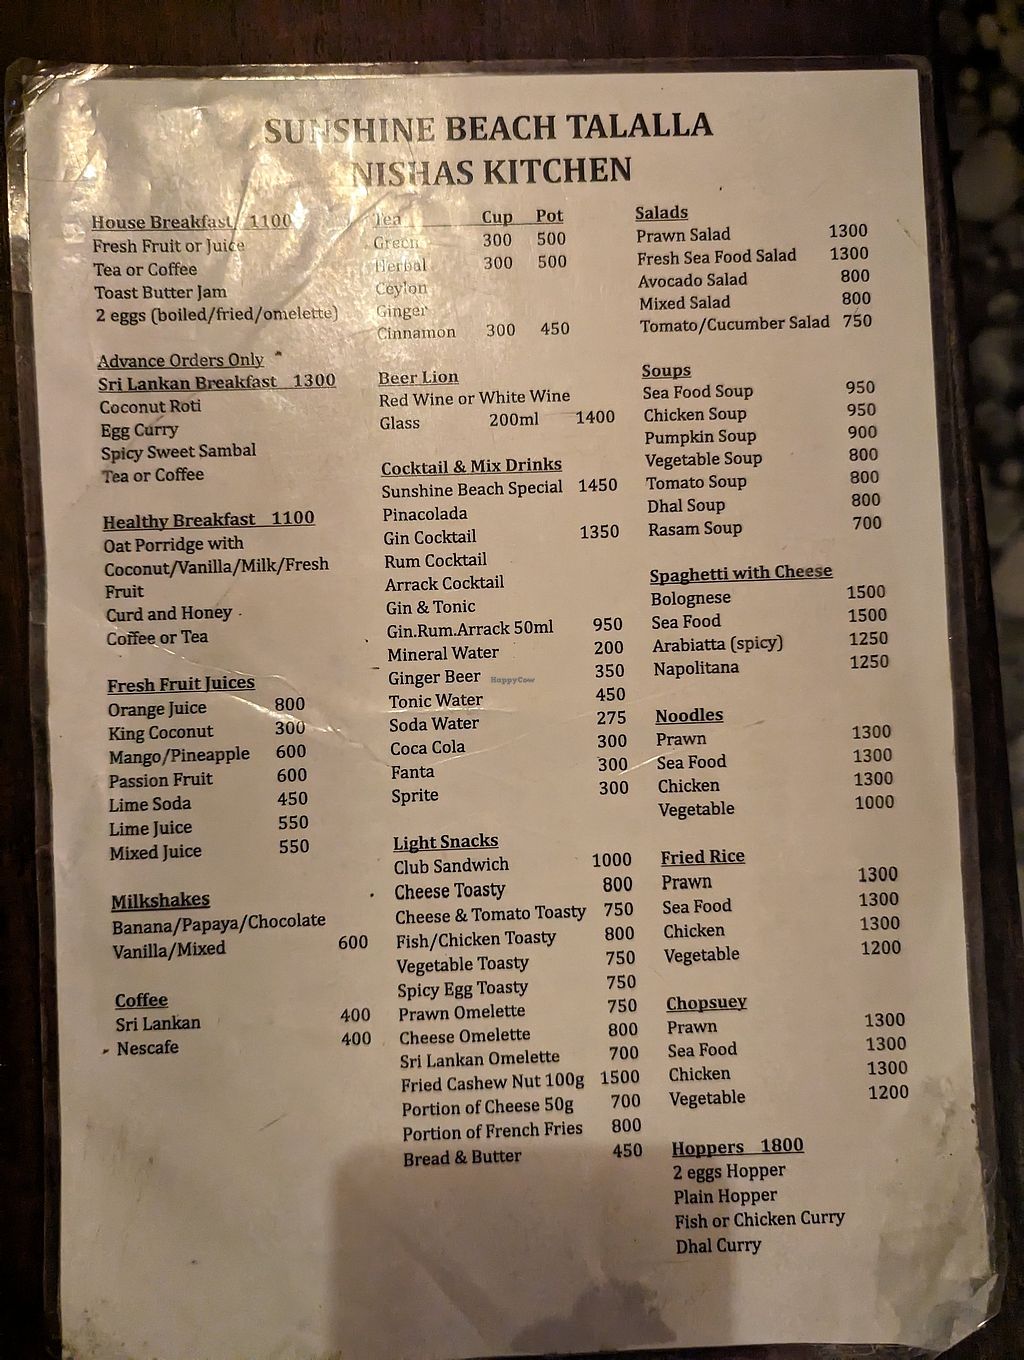 SUNSHINE BEACH TALALLA
NISHAS KITCHEN
House Breakfast 1100
Fresh Fruit or Juice
Tea or Coffee
Toast Butter Jam
2 eggs (boiled/fried/omelette)
Advance Orders Only
Sri Lankan Breakfast 1300
Coconut Roti
Egg Curry
Spicy Sweet Sambal
Tea or Coffee
Healthy Breakfast 1100
Oat Porridge with
Coconut/Vanilla/Milk/Fresh
Fruit
Curd and Honey
Coffee or Tea
Fresh Fruit Juices
Orange Juice 800
King Coconut 300
Mango/Pineapple 600
Passion Fruit 600
Lime Soda 450
Lime Juice 550
Mixed Juice 550
Milkshakes
Banana/Papaya/Chocolate
Vanilla/Mixed 600
Coffee
Sri Lankan 400
Nescafe 400
Tea Cup Pot
Green 300 500
Herbal 300 500
Ceylon
Ginger
Cinnamon 300 450
Beer Lion
Red Wine or White Wine
Glass 200ml 1400
Cocktail & Mix Drinks
Sunshine Beach Special 1450
Pinacolada
Gin Cocktail 1350
Rum Cocktail
Arrack Cocktail
Gin & Tonic
Gin.Rum.Arrack 50ml 950
Mineral Water 200
Ginger Beer 350
HappyCow
Tonic Water 450
Soda Water 275
Coca Cola 300
Fanta 300
Sprite 300
Light Snacks
Club Sandwich 1000
Cheese Toasty 800
Cheese & Tomato Toasty 750
Fish/Chicken Toasty 800
Vegetable Toasty 750
Spicy Egg Toasty 750
Prawn Omelette 750
Cheese Omelette 800
Sri Lankan Omelette 700
Fried Cashew Nut 100g 1500
Portion of Cheese 50g 700
Portion of French Fries 800
Bread & Butter 450
Salads
Prawn Salad 1300
Fresh Sea Food Salad 1300
Avocado Salad 800
Mixed Salad 800
Tomato/Cucumber Salad 750
Soups
Sea Food Soup 950
Chicken Soup 950
Pumpkin Soup 900
Vegetable Soup 800
Tomato Soup 800
Dhal Soup 800
Rasam Soup 700
Spaghetti with Cheese
Bolognese 1500
Sea Food 1500
Arabiatta (spicy) 1250
Napolitana 1250
Noodles
Prawn 1300
Sea Food 1300
Chicken 1300
Vegetable 1000
Fried Rice
Prawn 1300
Sea Food 1300
Chicken 1300
Vegetable 1200
Chopsuey
Prawn 1300
Sea Food 1300
Chicken 1300
Vegetable 1200
Hoppers 1800
2 eggs Hopper
Plain Hopper
Fish or Chicken Curry
Dhal Curry